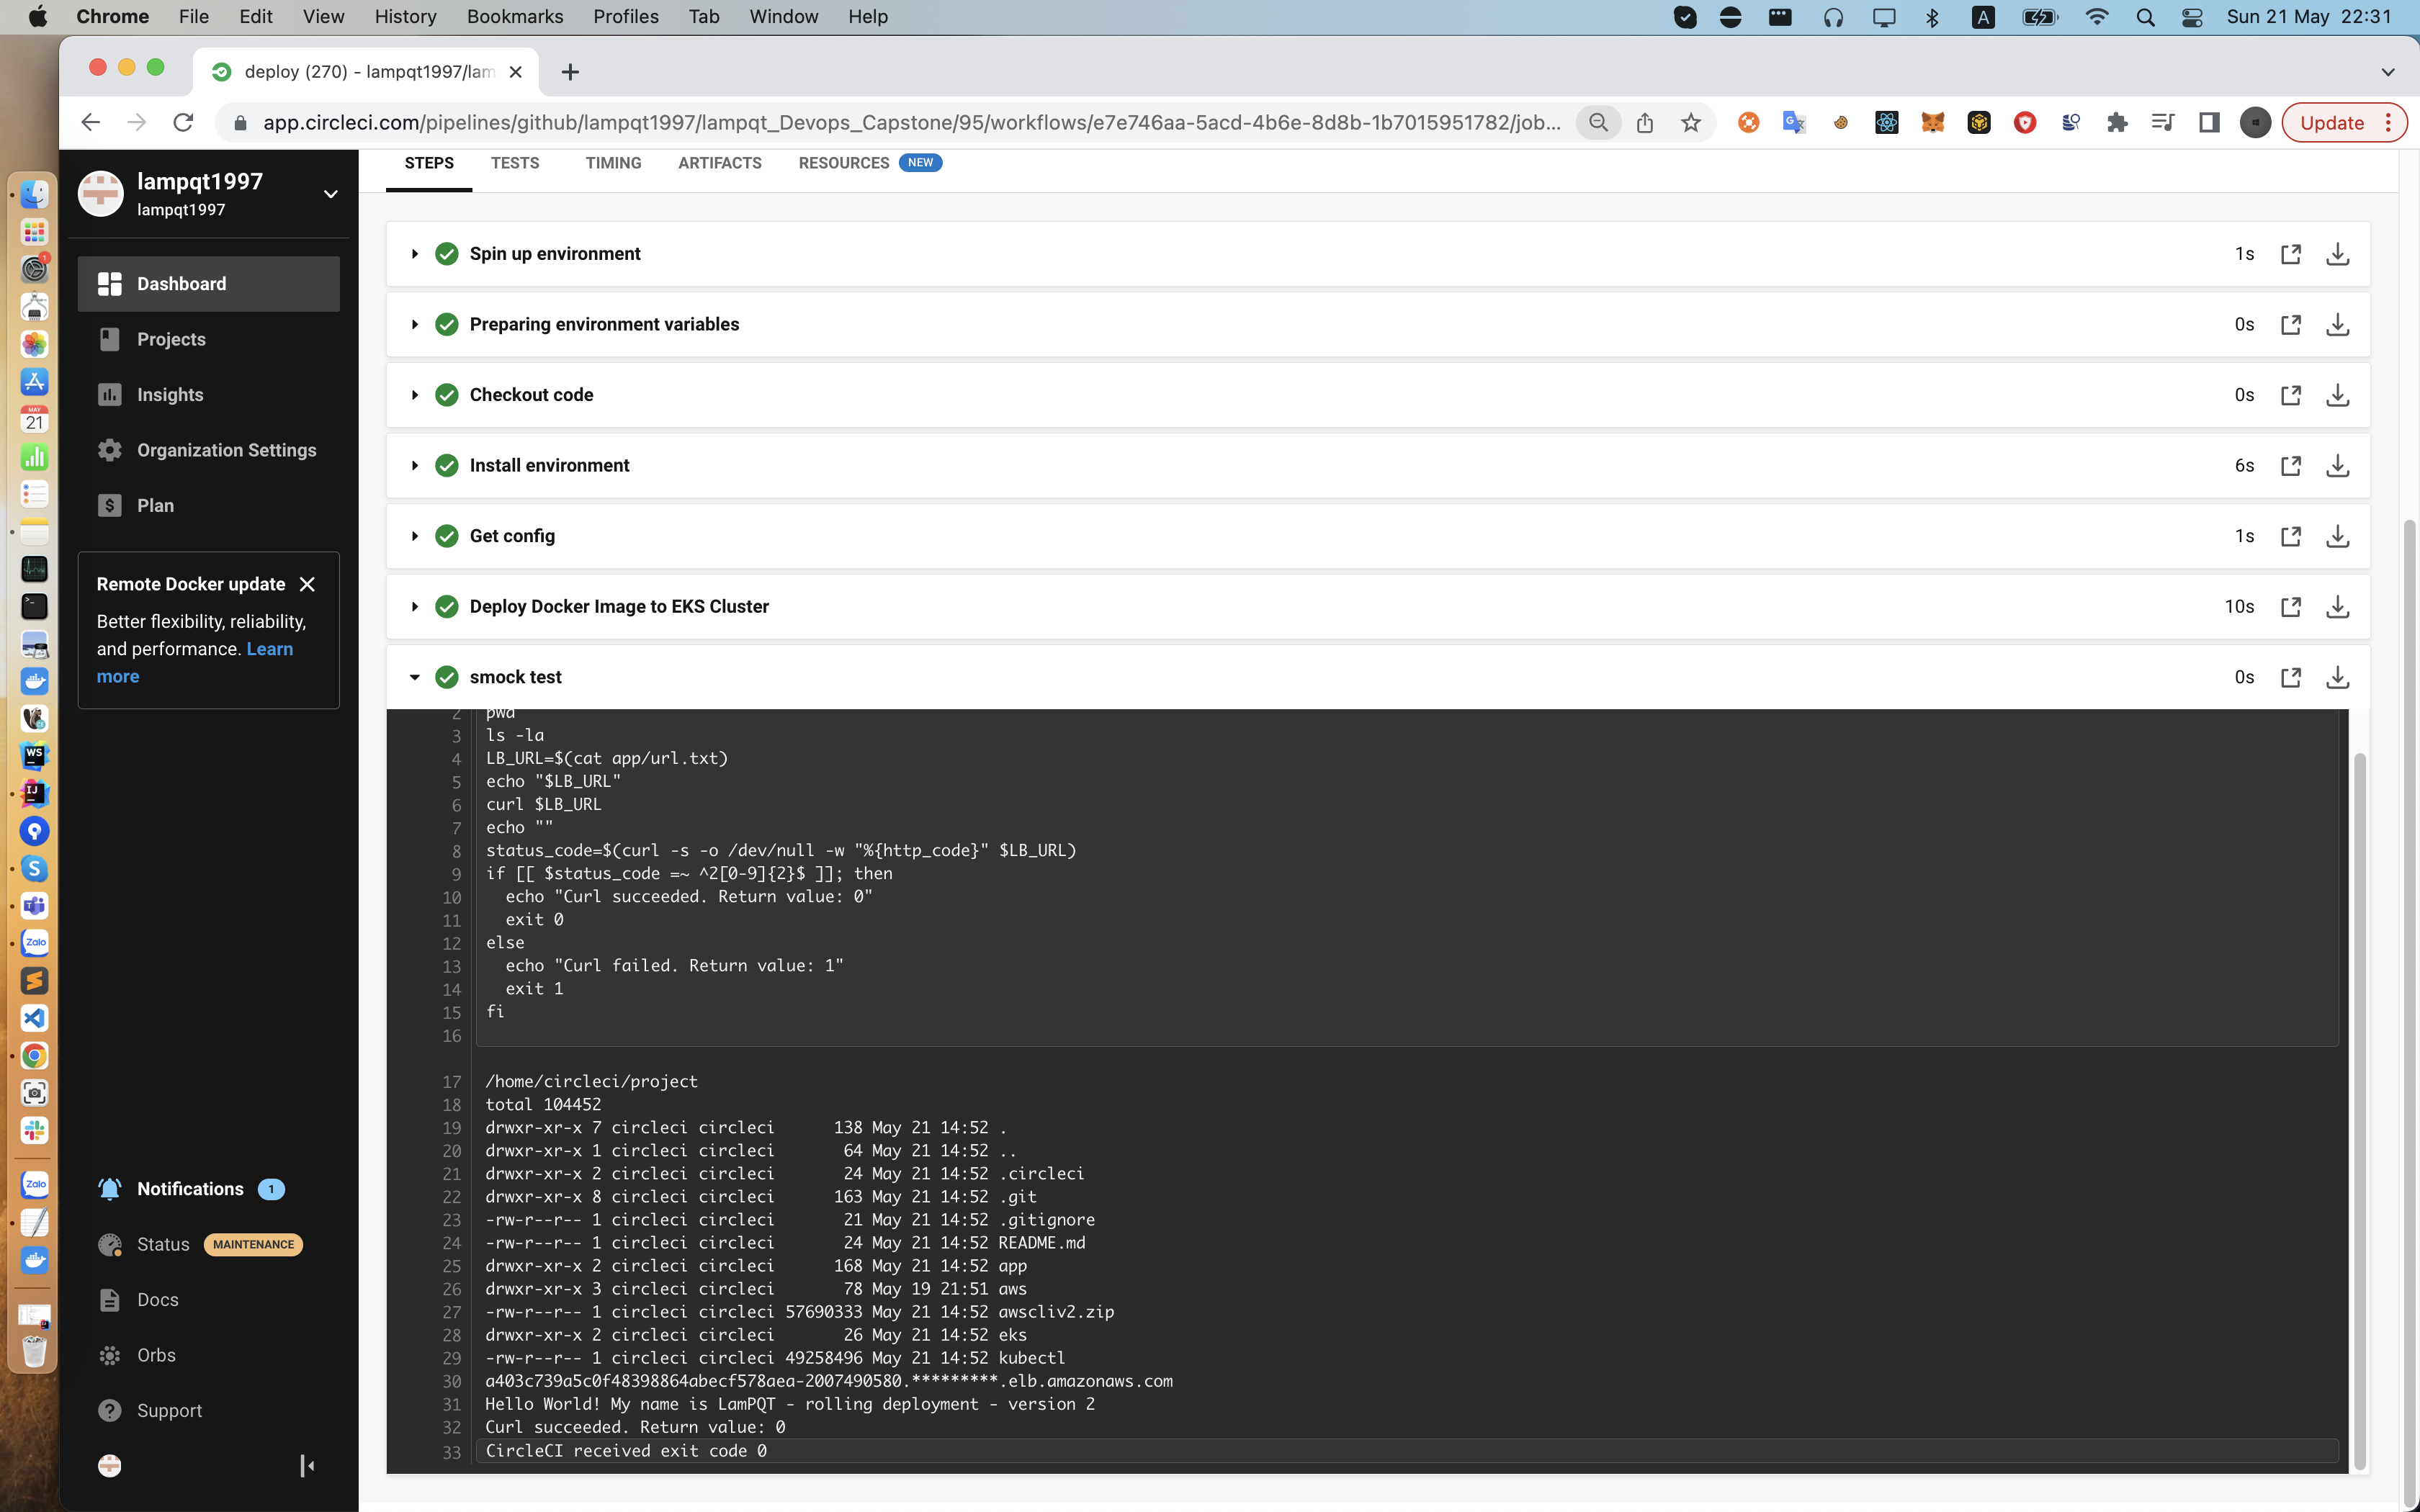 Chrome File Edit View History Bookmarks Profiles Tab Window Help A Sun 21 May 22:31
deploy (270) - lampqt1997/lam
app.circleci.com/pipelines/github/lampqt1997/lampqt_Devops_Capstone/95/workflows/e7e746aa-5acd-4b6e-8d8b-1b7015951782/job... Update
lampqt1997
lampqt1997
Dashboard
Projects
Insights
Organization Settings
Plan
Remote Docker update
Better flexibility, reliability,
and performance. Learn
more
Notifications 1
Status MAINTENANCE
Docs
Orbs
Support
STEPS TESTS TIMING ARTIFACTS RESOURCES NEW
Spin up environment 1s
Preparing environment variables 0s
Checkout code 0s
Install environment 6s
Get config 1s
Deploy Docker Image to EKS Cluster 10s
smock test 0s
2 pwd
3 ls -la
4 LB_URL=$(cat app/url.txt)
5 echo "$LB_URL"
6 curl $LB_URL
7 echo ""
8 status_code=$(curl -s -o /dev/null -w "%{http_code}" $LB_URL)
9 if [[ $status_code =~ ^2[0-9]{2}$ ]]; then
10 echo "Curl succeeded. Return value: 0"
11 exit 0
12 else
13 echo "Curl failed. Return value: 1"
14 exit 1
15 fi
16
17 /home/circleci/project
18 total 104452
19 drwxr-xr-x 7 circleci circleci 138 May 21 14:52 .
20 drwxr-xr-x 1 circleci circleci 64 May 21 14:52 ..
21 drwxr-xr-x 2 circleci circleci 24 May 21 14:52 .circleci
22 drwxr-xr-x 8 circleci circleci 163 May 21 14:52 .git
23 -rw-r--r-- 1 circleci circleci 21 May 21 14:52 .gitignore
24 -rw-r--r-- 1 circleci circleci 24 May 21 14:52 README.md
25 drwxr-xr-x 2 circleci circleci 168 May 21 14:52 app
26 drwxr-xr-x 3 circleci circleci 78 May 19 21:51 aws
27 -rw-r--r-- 1 circleci circleci 57690333 May 21 14:52 awscliv2.zip
28 drwxr-xr-x 2 circleci circleci 26 May 21 14:52 eks
29 -rw-r--r-- 1 circleci circleci 49258496 May 21 14:52 kubectl
30 a403c739a5c0f48398864abecf578aea-2007490580.*********.elb.amazonaws.com
31 Hello World! My name is LamPQT - rolling deployment - version 2
32 Curl succeeded. Return value: 0
33 CircleCI received exit code 0
MAY
21
WS
IJ
Zalo
Zalo